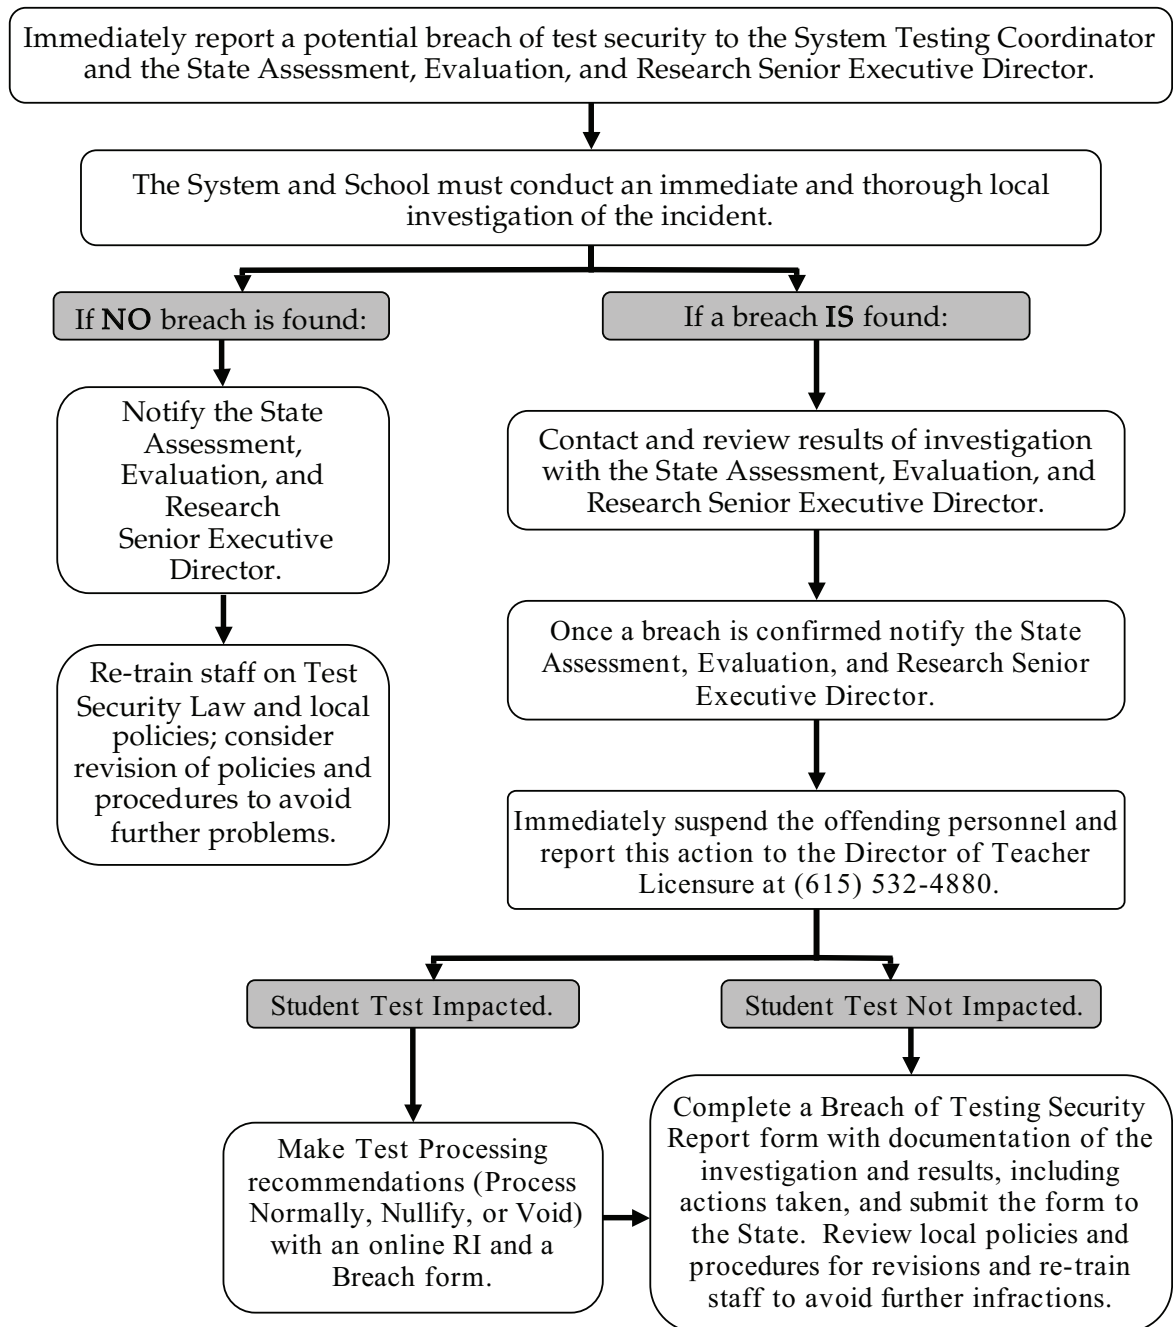 Immediately report a potential breach of test security to the System Testing Coordinator
and the State Assessment, Evaluation, and Research Senior Executive Director.
The System and School must conduct an immediate and thorough local
investigation of the incident.
If NO breach is found:
If a breach IS found:
Notify the State
Assessment,
Evaluation, and
Research
Senior Executive
Director.
Re-train staff on Test
Security Law and local
policies; consider
revision of policies and
procedures to avoid
further problems.
Contact and review results of investigation
with the State Assessment, Evaluation, and
Research Senior Executive Director.
Once a breach is confirmed notify the State
Assessment, Evaluation, and Research Senior
Executive Director.
Immediately suspend the offending personnel and
report this action to the Director of Teacher
Licensure at (615) 532-4880.
Student Test Impacted.
Student Test Not Impacted.
Make Test Processing
recommendations (Process
Normally, Nullify, or Void)
with an online RI and a
Breach form.
Complete a Breach of Testing Security
Report form with documentation of the
investigation and results, including
actions taken, and submit the form to
the State.  Review local policies and
procedures for revisions and re-train
staff to avoid further infractions.